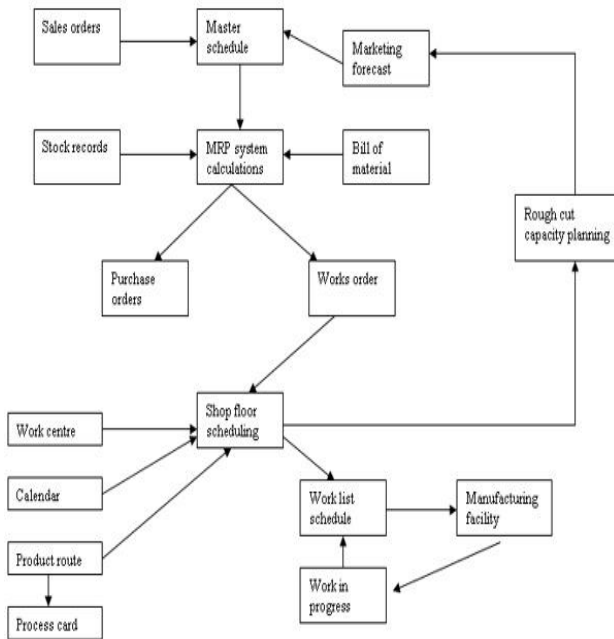 Sales orders
Master
schedule
Marketing
forecast
Stock records
MRP system
calculations
Bill of
material
Rough cut
capacity planning
Purchase
orders
Works order
Shop floor
scheduling
Work centre
Calendar
Work list
schedule
Manufacturing
facility
Product route
Work in
progress
Process card